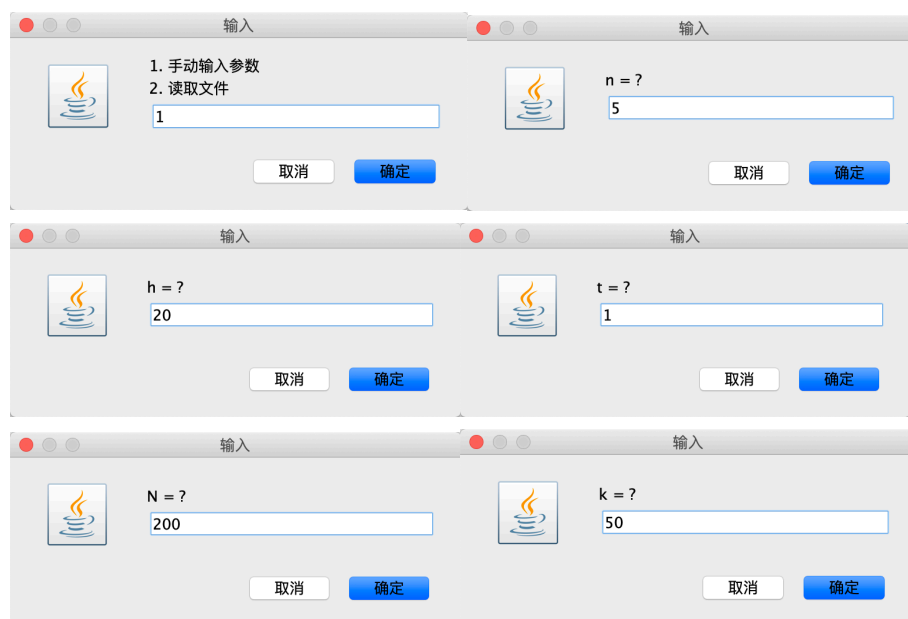 输入
1. 手动输入参数
2. 读取文件
1
取消
确定
输入
n = ?
5
取消
确定
输入
h = ?
20
取消
确定
输入
t = ?
1
取消
确定
输入
N = ?
200
取消
确定
输入
k = ?
50
取消
确定